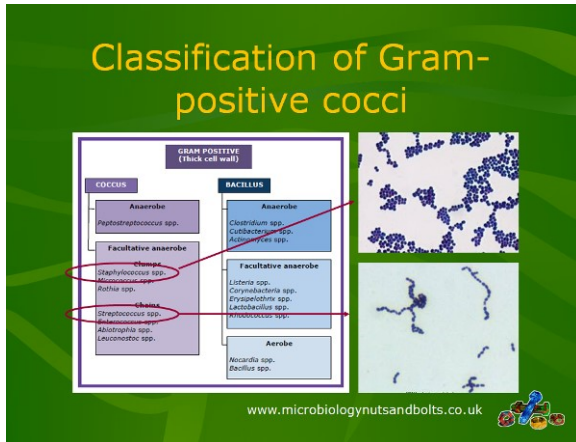 Classification of Gram-
positive cocci
GRAM POSITIVE
(Thick cell wall)
COCCUS
Anaerobe
Peptostreptococcus spp.
Facultative anaerobe
Clumps
Staphylococcus spp.
Micrococcus spp.
Rothia spp.
Chains
Streptococcus spp.
Enterococcus spp.
Abiotrophia spp.
Leuconostoc spp.
BACILLUS
Anaerobe
Clostridium spp.
Cutibacterium spp.
Actinomyces spp.
Facultative anaerobe
Listeria spp.
Corynebacteria spp.
Erysipelothrix spp.
Lactobacillus spp.
Rhodococcus spp.
Aerobe
Nocardia spp.
Bacillus spp.
www.microbiologynutsandbolts.co.uk